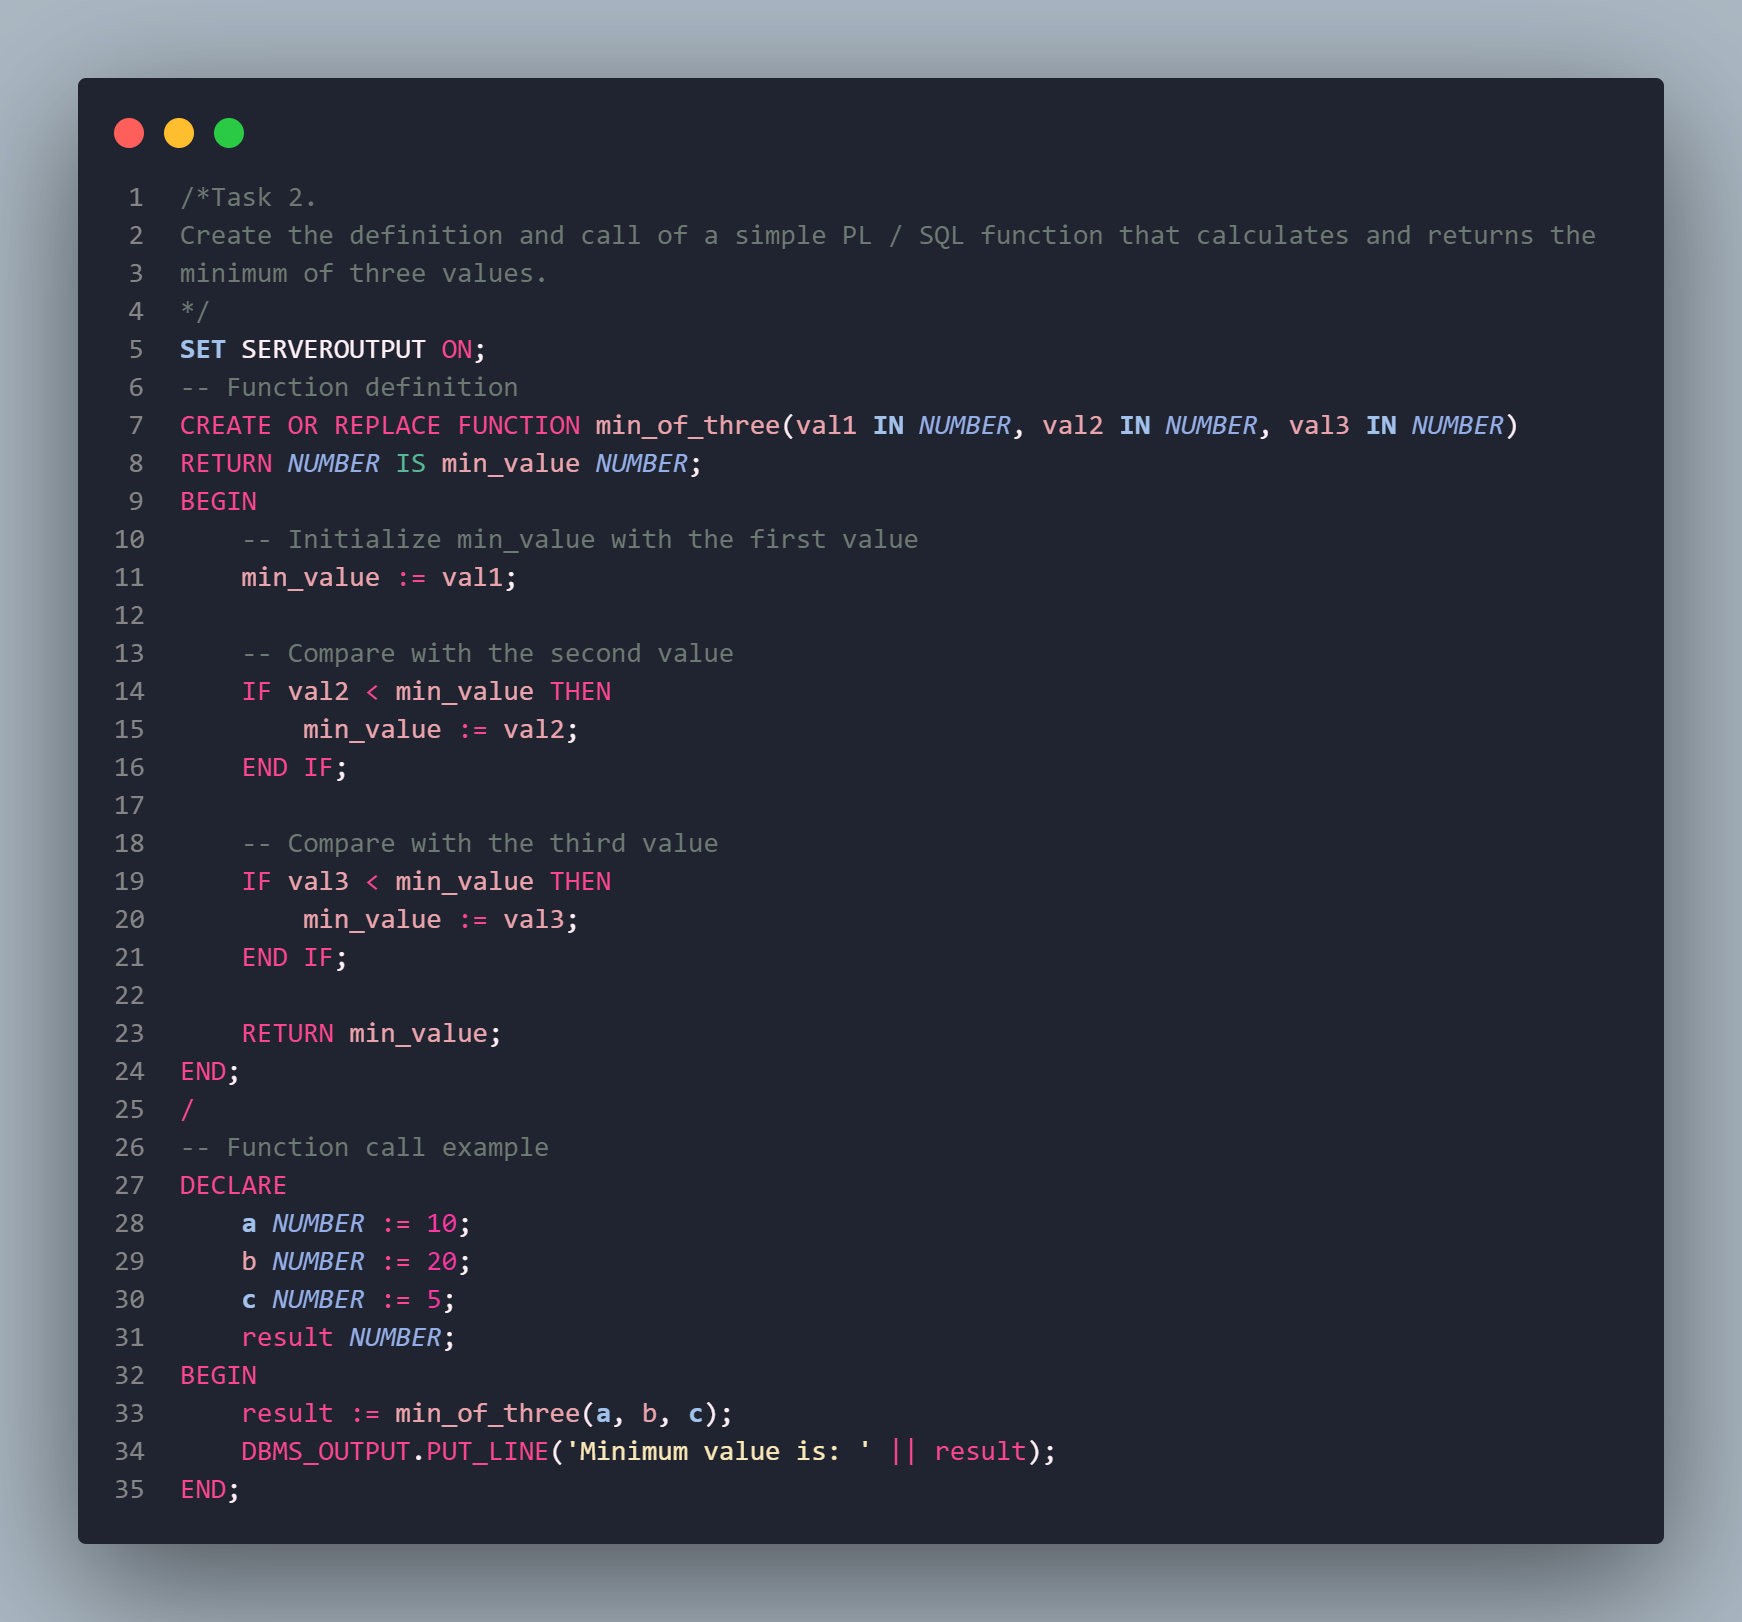 1 /*Task 2.
2 Create the definition and call of a simple PL / SQL function that calculates and returns the
3 minimum of three values.
4 */
5 SET SERVEROUTPUT ON;
6 -- Function definition
7 CREATE OR REPLACE FUNCTION min_of_three(val1 IN NUMBER, val2 IN NUMBER, val3 IN NUMBER)
8 RETURN NUMBER IS min_value NUMBER;
9 BEGIN
10     -- Initialize min_value with the first value
11     min_value := val1;
12
13     -- Compare with the second value
14     IF val2 < min_value THEN
15         min_value := val2;
16     END IF;
17
18     -- Compare with the third value
19     IF val3 < min_value THEN
20         min_value := val3;
21     END IF;
22
23     RETURN min_value;
24 END;
25 /
26 -- Function call example
27 DECLARE
28     a NUMBER := 10;
29     b NUMBER := 20;
30     c NUMBER := 5;
31     result NUMBER;
32 BEGIN
33     result := min_of_three(a, b, c);
34     DBMS_OUTPUT.PUT_LINE('Minimum value is: ' || result);
35 END;